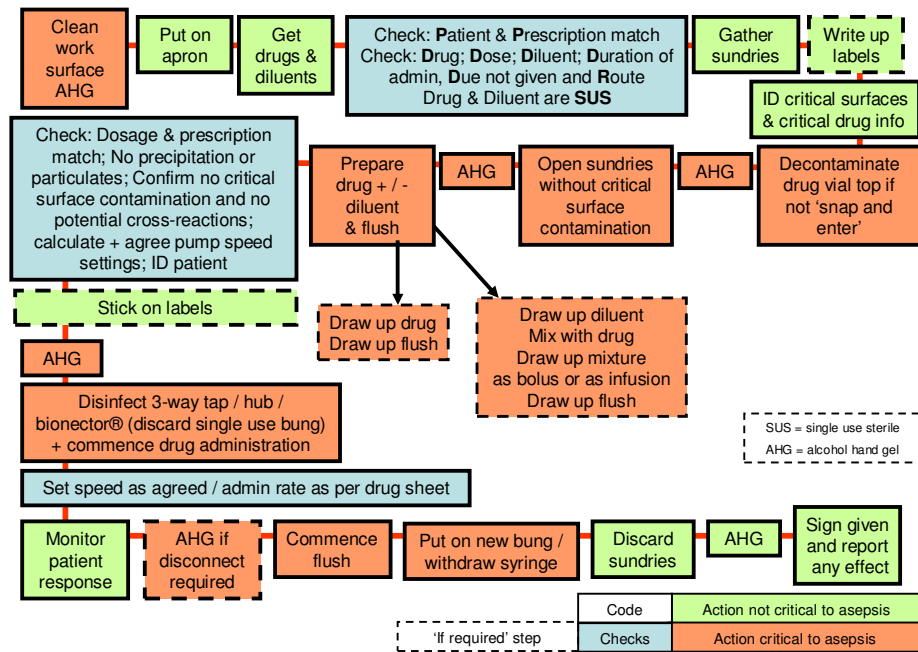 Clean
work
surface
AHG
Put on
apron
Get
drugs &
diluents
Check: Patient & Prescription match
Check: Drug; Dose; Diluent; Duration of
admin, Due not given and Route
Drug & Diluent are SUS
Gather
sundries
Write up
labels
ID critical surfaces
& critical drug info
Decontaminate
drug vial top if
not ‘snap and
enter’
AHG
Open sundries
without critical
surface
contamination
AHG
Prepare
drug + / -
diluent
& flush
Draw up drug
Draw up flush
Draw up diluent
Mix with drug
Draw up mixture
as bolus or as infusion
Draw up flush
Check: Dosage & prescription
match; No precipitation or
particulates; Confirm no critical
surface contamination and no
potential cross-reactions;
calculate + agree pump speed
settings; ID patient
Stick on labels
AHG
Disinfect 3-way tap / hub /
bionector® (discard single use bung)
+ commence drug administration
Set speed as agreed / admin rate as per drug sheet
Monitor
patient
response
AHG if
disconnect
required
Commence
flush
Put on new bung /
withdraw syringe
Discard
sundries
AHG
Sign given
and report
any effect
SUS = single use sterile
AHG = alcohol hand gel
Code
Action not critical to asepsis
‘If required’ step
Checks
Action critical to asepsis